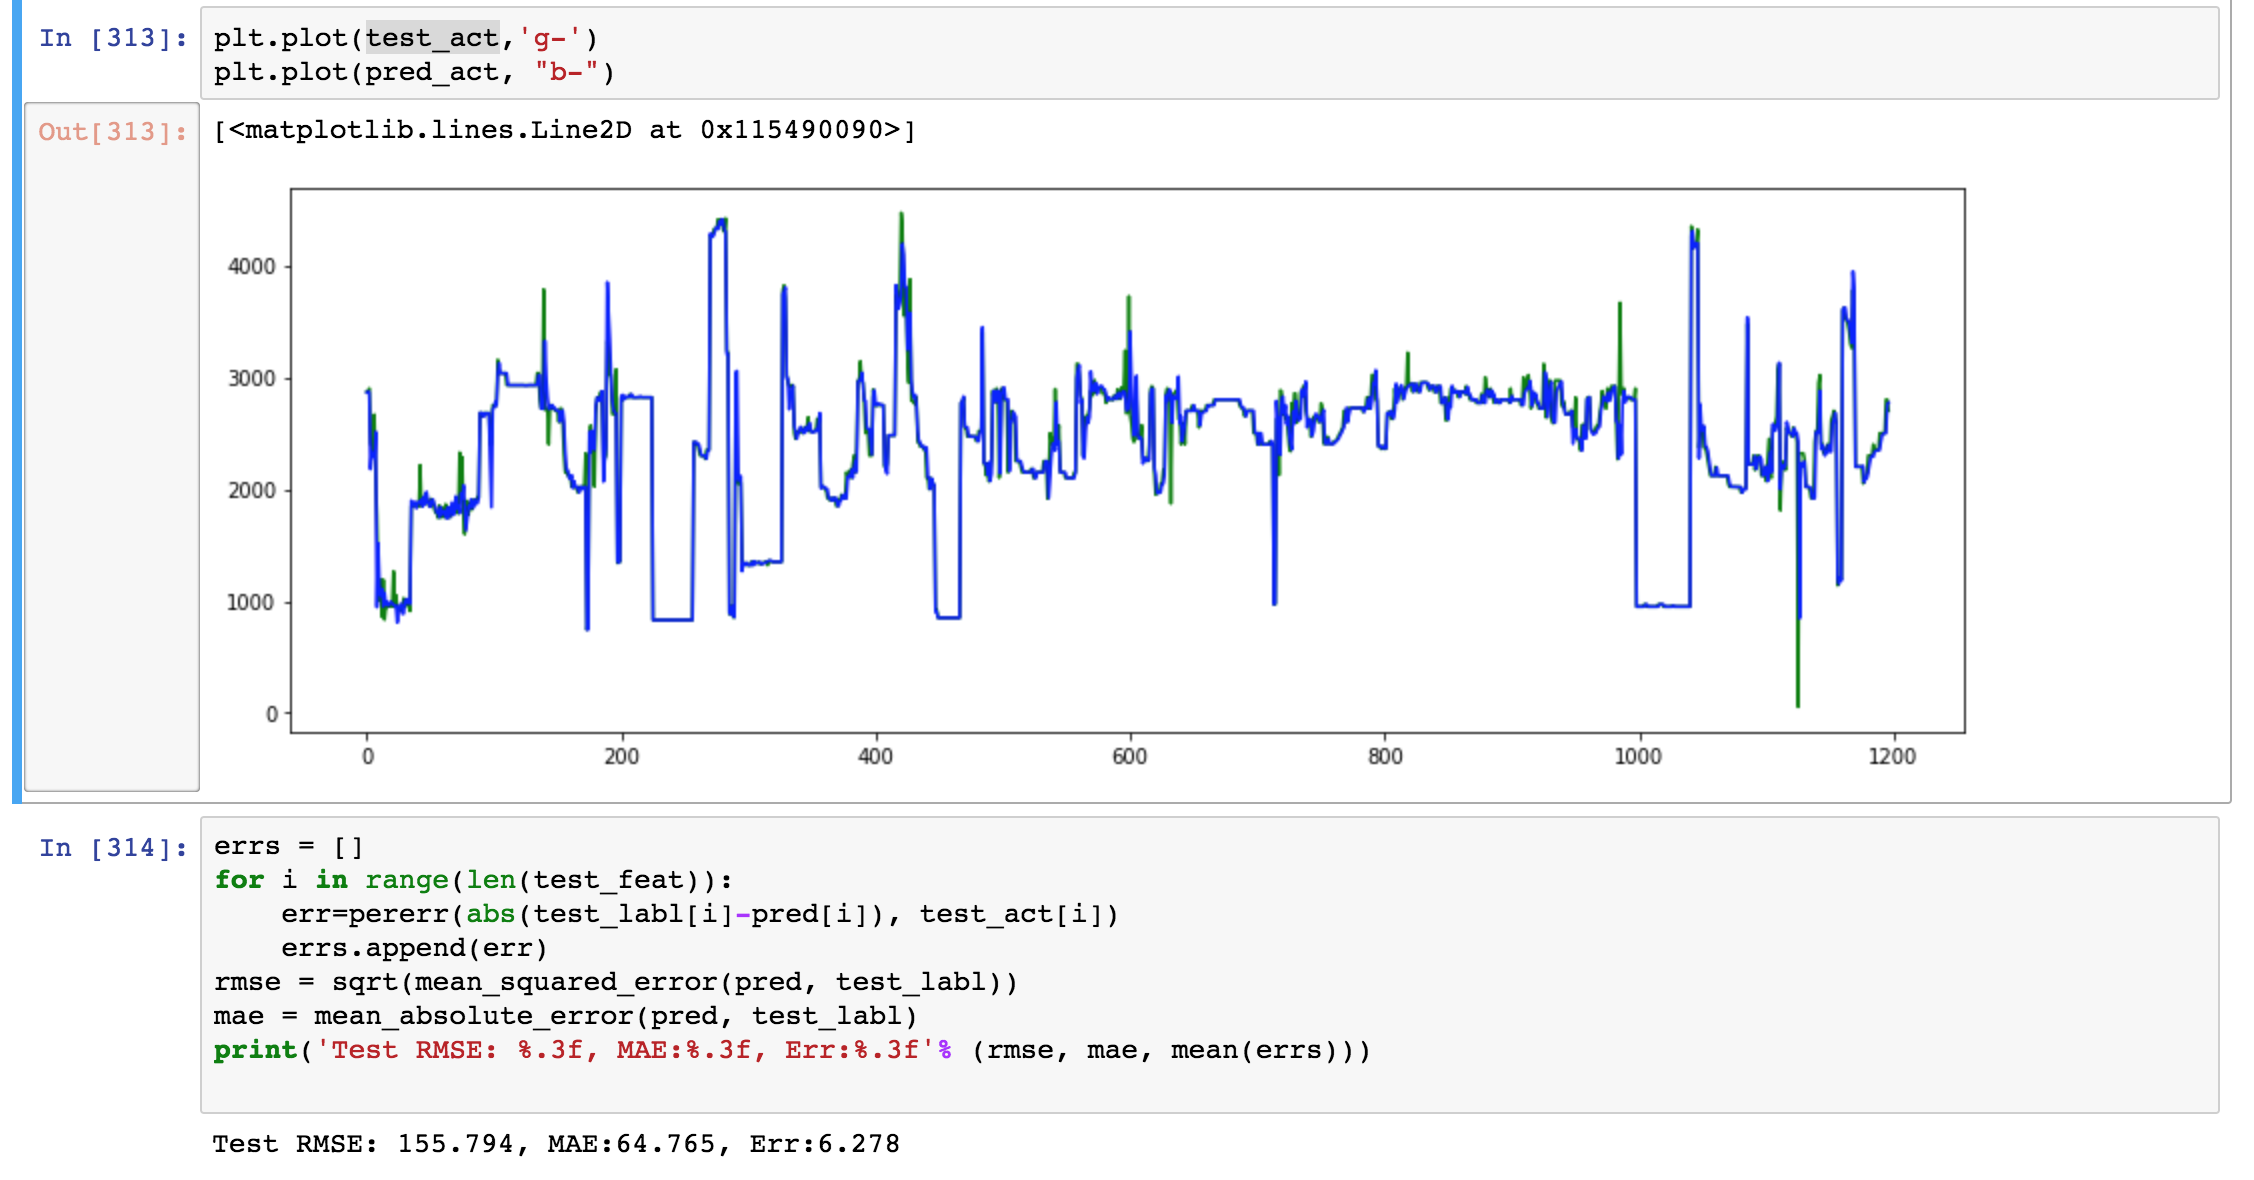 In [313]: plt.plot(test_act,'g-')
plt.plot(pred_act, "b-")
Out[313]: [<matplotlib.lines.Line2D at 0x115490090>]
4000
3000
2000
1000
0
0 200 400 600 800 1000 1200
In [314]: errs = []
for i in range(len(test_feat)):
    err=pererr(abs(test_labl[i]-pred[i]), test_act[i])
    errs.append(err)
rmse = sqrt(mean_squared_error(pred, test_labl))
mae = mean_absolute_error(pred, test_labl)
print('Test RMSE: %.3f, MAE:%.3f, Err:%.3f'% (rmse, mae, mean(errs)))
Test RMSE: 155.794, MAE:64.765, Err:6.278